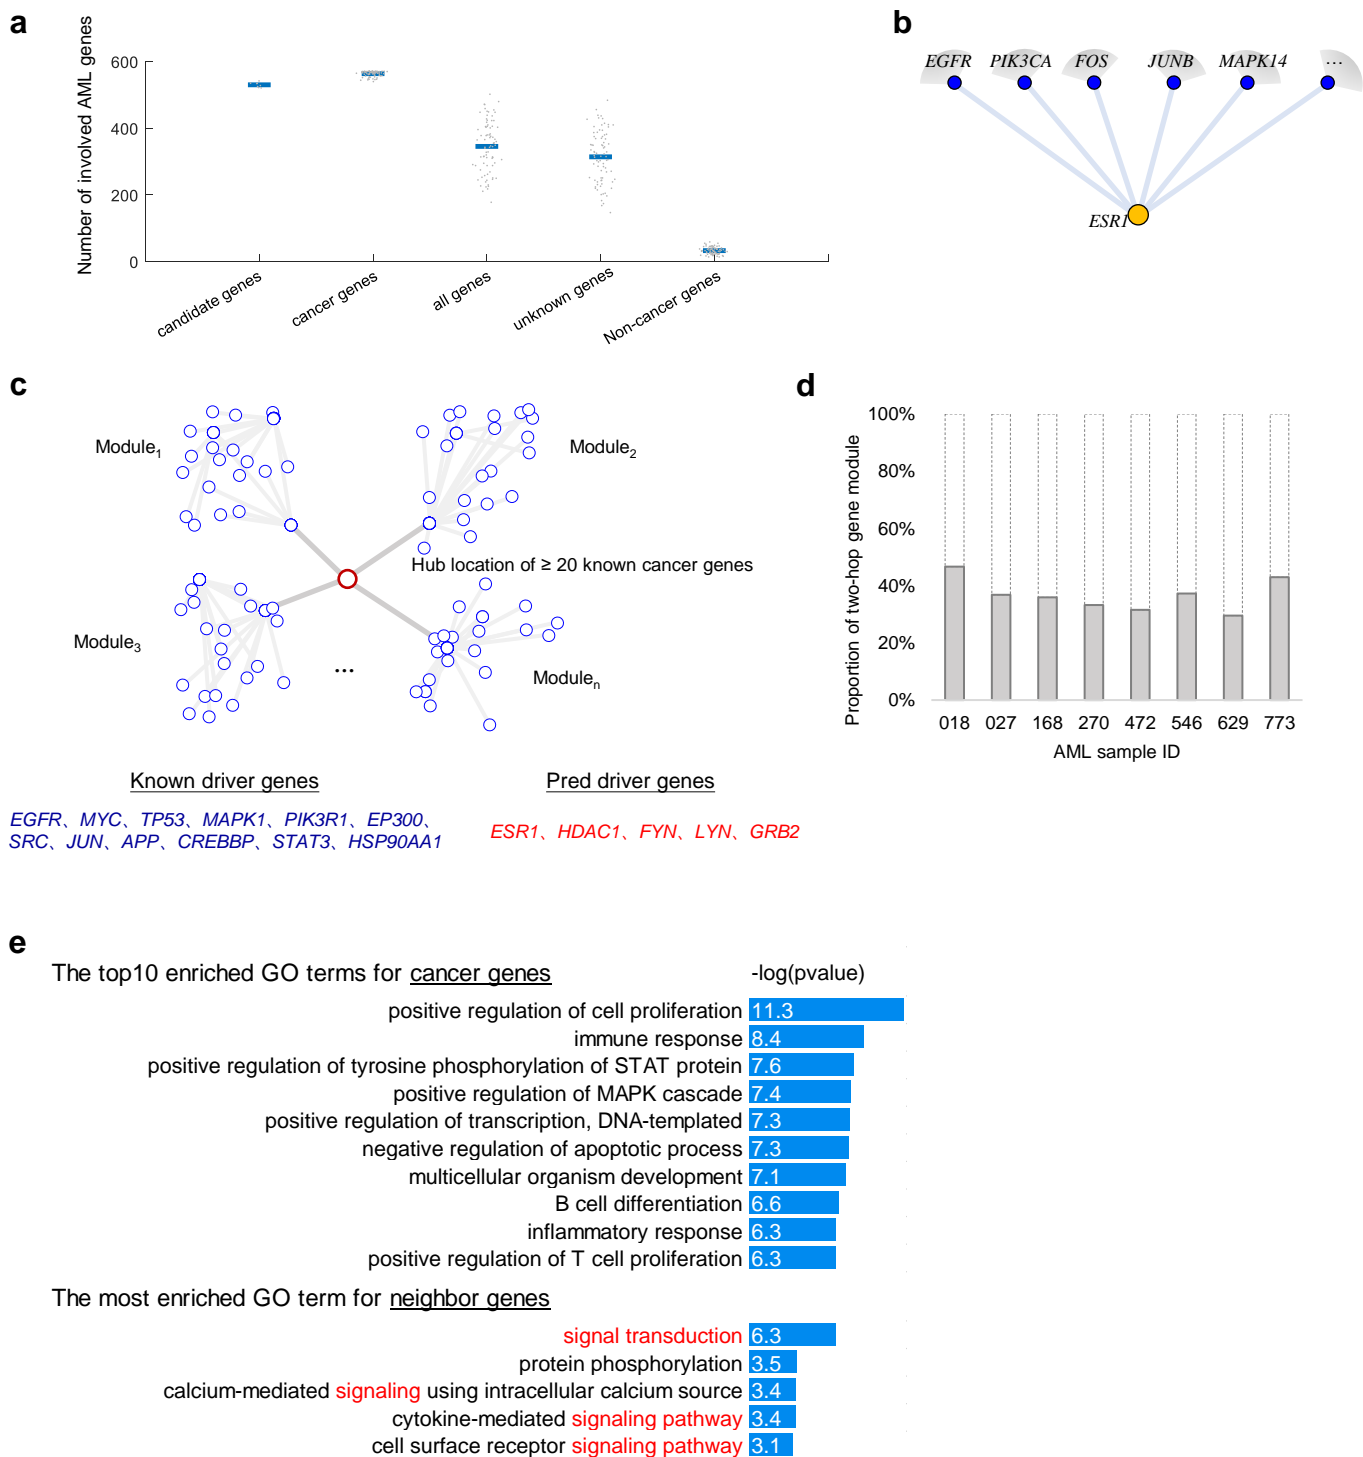 a
Number of involved AML genes
600
400
200
0
candidate genes
cancer genes
all genes
unknown genes
Non-cancer genes
b
EGFR PIK3CA FOS JUNB MAPK14 ...
ESR1
c
Module1
Module2
Hub location of ≥ 20 known cancer genes
Module3
...
Modulen
Known driver genes
EGFR、MYC、TP53、MAPK1、PIK3R1、EP300、
SRC、JUN、APP、CREBBP、STAT3、HSP90AA1
Pred driver genes
ESR1、HDAC1、FYN、LYN、GRB2
d
Proportion of two-hop gene module
100%
80%
60%
40%
20%
0%
018 027 168 270 472 546 629 773
AML sample ID
e
The top10 enriched GO terms for cancer genes -log(pvalue)
positive regulation of cell proliferation 11.3
immune response 8.4
positive regulation of tyrosine phosphorylation of STAT protein 7.6
positive regulation of MAPK cascade 7.4
positive regulation of transcription, DNA-templated 7.3
negative regulation of apoptotic process 7.3
multicellular organism development 7.1
B cell differentiation 6.6
inflammatory response 6.3
positive regulation of T cell proliferation 6.3
The most enriched GO term for neighbor genes
signal transduction 6.3
protein phosphorylation 3.5
calcium-mediated signaling using intracellular calcium source 3.4
cytokine-mediated signaling pathway 3.4
cell surface receptor signaling pathway 3.1